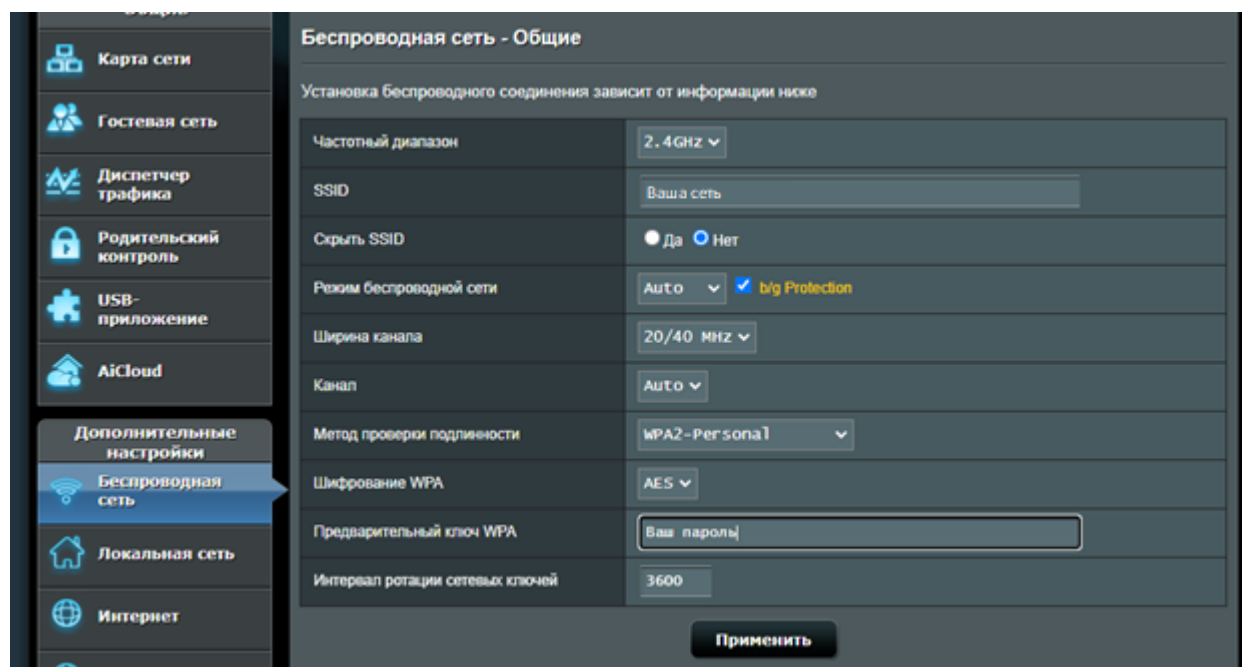 Карта сети
Гостевая сеть
Диспетчер
трафика
Родительский
контроль
USB-
приложение
AiCloud
Дополнительные
настройки
Беспроводная
сеть
Локальная сеть
Интернет
Беспроводная сеть - Общие
Установка беспроводного соединения зависит от информации ниже
Частотный диапазон 2.4GHz
SSID Ваша сеть
Скрыть SSID Да Нет
Режим беспроводной сети Auto b/g Protection
Ширина канала 20/40 MHz
Канал Auto
Метод проверки подлинности WPA2-Personal
Шифрование WPA AES
Предварительный ключ WPA Ваш пароль
Интервал ротации сетевых ключей 3600
Применить